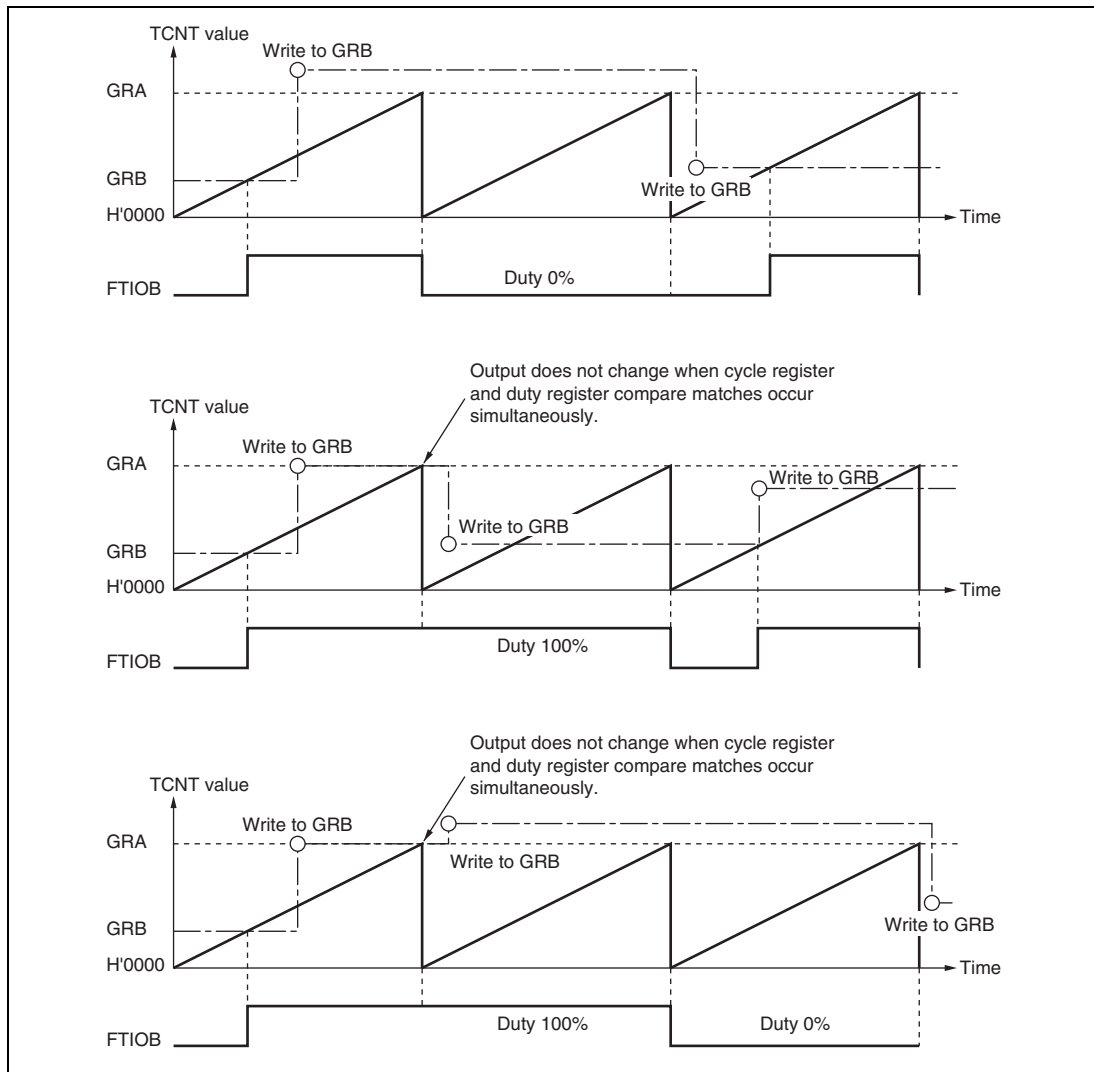 TCNT value
Write to GRB
GRA
GRB
Write to GRB
H'0000
Time
Duty 0%
FTIOB
Output does not change when cycle register
and duty register compare matches occur
simultaneously.
TCNT value
Write to GRB
GRA
Write to GRB
Write to GRB
GRB
H'0000
Time
Duty 100%
FTIOB
Output does not change when cycle register
and duty register compare matches occur
simultaneously.
TCNT value
Write to GRB
GRA
Write to GRB
GRB
Write to GRB
H'0000
Time
Duty 100%
Duty 0%
FTIOB